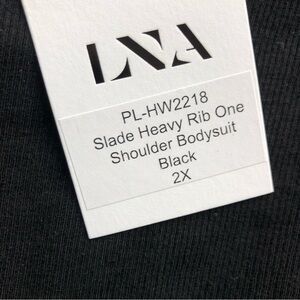 LNA
PL-HW2218
Slade Heavy Rib One
Shoulder Bodysuit
Black
2X